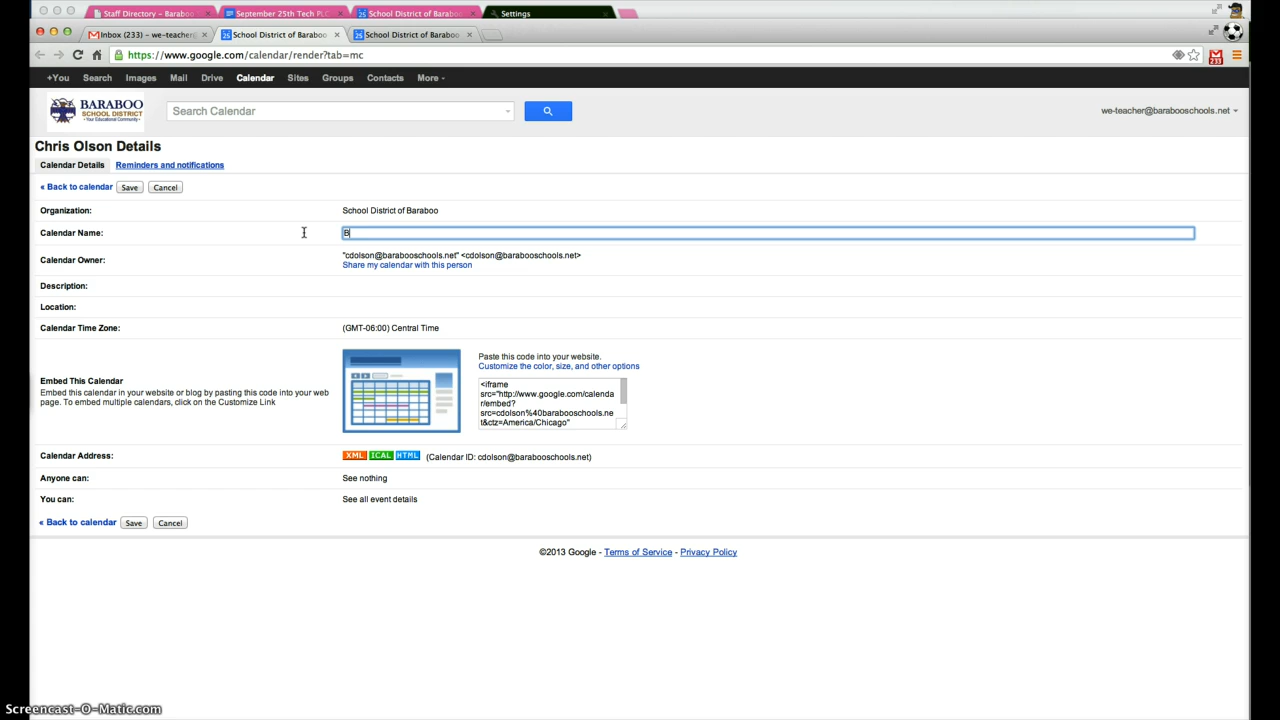 Staff Directory – Baraboo
September 25th Tech PLC
School District of Baraboo
Settings
Inbox (233) – we-teacher@
School District of Baraboo
School District of Baraboo
https://www.google.com/calendar/render?tab=mc
233
+You Search Images Mail Drive Calendar Sites Groups Contacts More
BARABOO
SCHOOL DISTRICT
Your Educational Community
Search Calendar
we-teacher@barabooschools.net
Chris Olson Details
Calendar Details Reminders and notifications
« Back to calendar Save Cancel
Organization: School District of Baraboo
Calendar Name: B
Calendar Owner: "cdolson@barabooschools.net" <cdolson@barabooschools.net>
Share my calendar with this person
Description:
Location:
Calendar Time Zone: (GMT-06:00) Central Time
Embed This Calendar
Embed this calendar in your website or blog by pasting this code into your web
page. To embed multiple calendars, click on the Customize Link
Paste this code into your website.
Customize the color, size, and other options
<iframe
src="http://www.google.com/calenda
r/embed?
src=cdolson%40barabooschools.ne
t&ctz=America/Chicago"
Calendar Address: XML ICAL HTML (Calendar ID: cdolson@barabooschools.net)
Anyone can: See nothing
You can: See all event details
« Back to calendar Save Cancel
©2013 Google - Terms of Service - Privacy Policy
Screencast-O-Matic.com